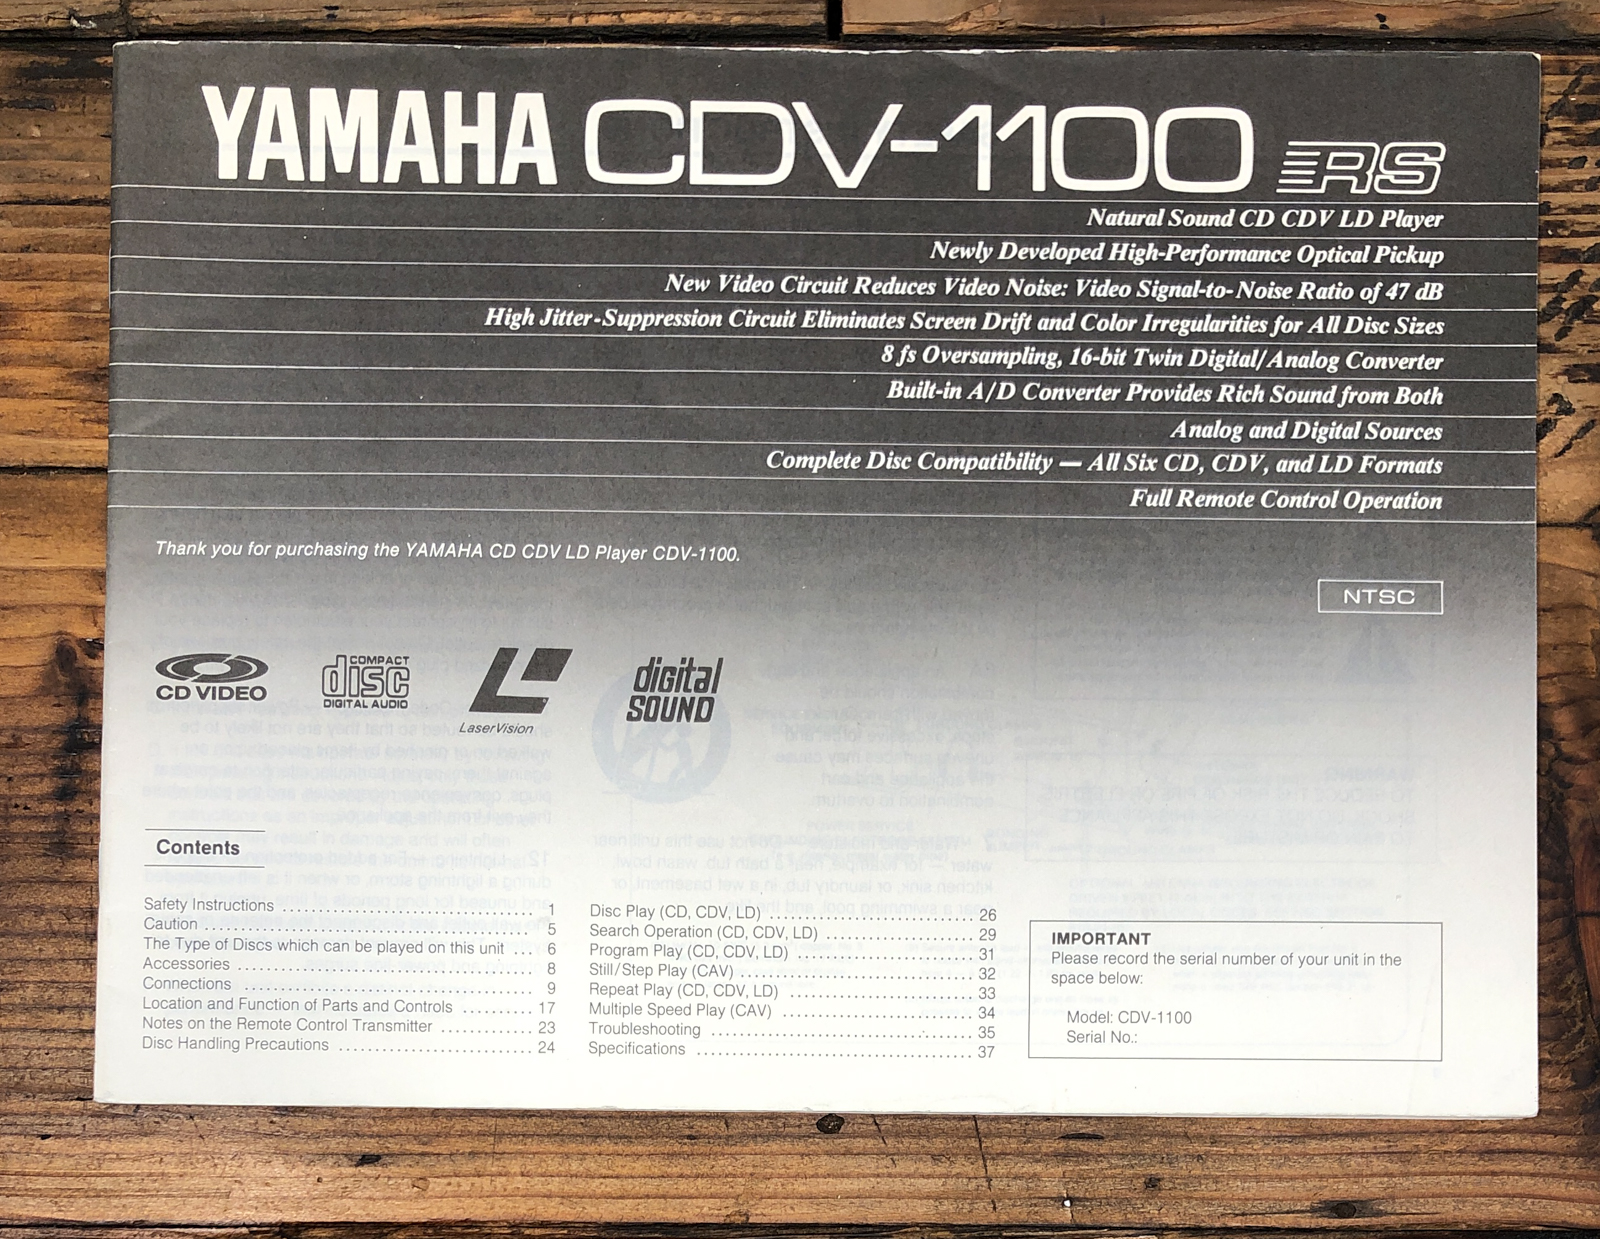 YAMAHA CDV-1100 RS
Natural Sound CD CDV LD Player
Newly Developed High-Performance Optical Pickup
New Video Circuit Reduces Video Noise: Video Signal-to-Noise Ratio of 47 dB
High Jitter-Suppression Circuit Eliminates Screen Drift and Color Irregularities for All Disc Sizes
8 fs Oversampling, 16-bit Twin Digital/Analog Converter
Built-in A/D Converter Provides Rich Sound from Both
Analog and Digital Sources
Complete Disc Compatibility — All Six CD, CDV, and LD Formats
Full Remote Control Operation
Thank you for purchasing the YAMAHA CD CDV LD Player CDV-1100.
NTSC
CD VIDEO
COMPACT
disc
DIGITAL AUDIO
LaserVision
digital
SOUND
Contents
Safety Instructions 1
Caution 5
The Type of Discs which can be played on this unit ... 6
Accessories 8
Connections 9
Location and Function of Parts and Controls 17
Notes on the Remote Control Transmitter 23
Disc Handling Precautions 24
Disc Play (CD, CDV, LD) 26
Search Operation (CD, CDV, LD) 29
Program Play (CD, CDV, LD) 31
Still/Step Play (CAV) 32
Repeat Play (CD, CDV, LD) 33
Multiple Speed Play (CAV) 34
Troubleshooting 35
Specifications 37
IMPORTANT
Please record the serial number of your unit in the
space below:
Model: CDV-1100
Serial No.: